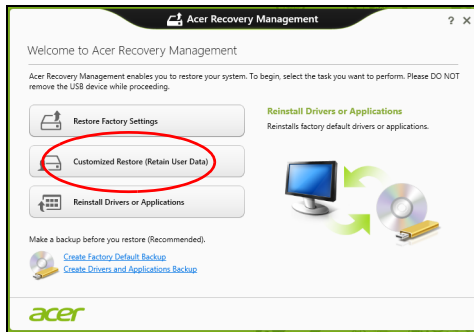 Acer Recovery Management
? ×
Welcome to Acer Recovery Management
Acer Recovery Management enables you to restore your system. To begin, select the task you want to perform. Please DO NOT
remove the USB device while proceeding.
Restore Factory Settings
Customized Restore (Retain User Data)
Reinstall Drivers or Applications
Reinstall Drivers or Applications
Reinstalls factory default drivers or applications.
Make a backup before you restore (Recommended).
Create Factory Default Backup
Create Drivers and Applications Backup
acer